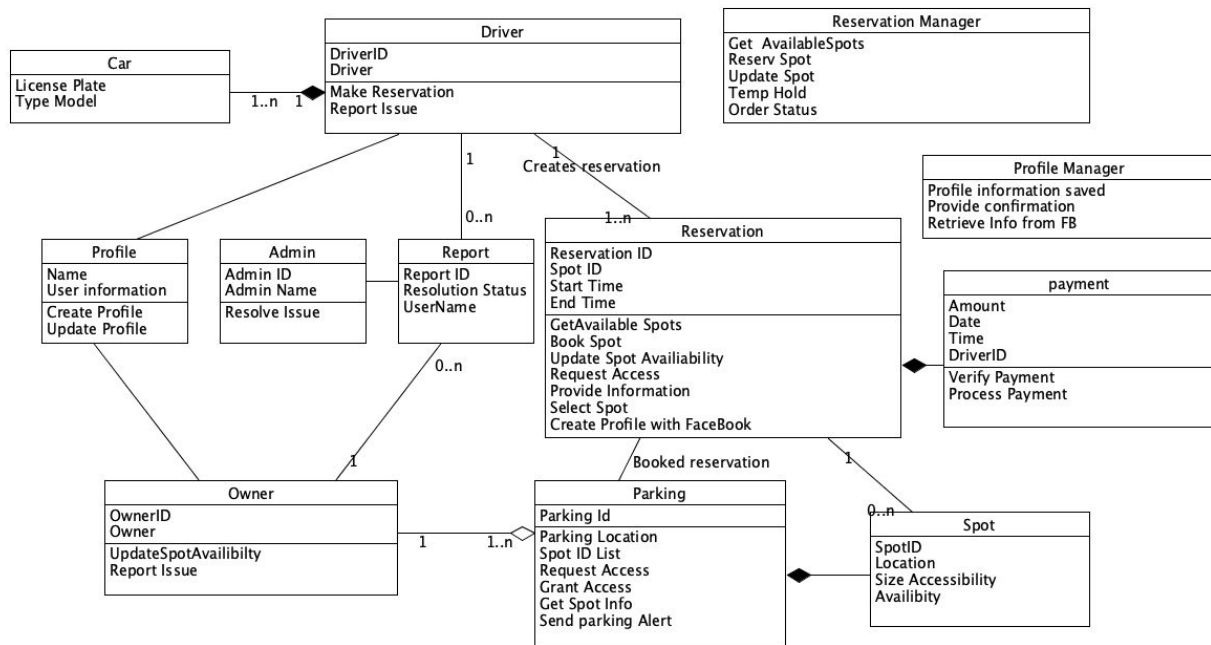 Driver
DriverID
Driver
Make Reservation
Report Issue
Reservation Manager
Get AvailableSpots
Reserv Spot
Update Spot
Temp Hold
Order Status
Car
License Plate
Type Model
1..n
1
1
0..n
1
Creates reservation
1..n
Profile Manager
Profile information saved
Provide confirmation
Retrieve Info from FB
Profile
Name
User information
Create Profile
Update Profile
Admin
Admin ID
Admin Name
Resolve Issue
Report
Report ID
Resolution Status
UserName
0..n
1
Reservation
Reservation ID
Spot ID
Start Time
End Time
GetAvailable Spots
Book Spot
Update Spot Availiability
Request Access
Provide Information
Select Spot
Create Profile with FaceBook
payment
Amount
Date
Time
DriverID
Verify Payment
Process Payment
Booked reservation
1
0..n
Owner
OwnerID
Owner
UpdateSpotAvailibilty
Report Issue
1
1..n
Parking
Parking Id
Parking Location
Spot ID List
Request Access
Grant Access
Get Spot Info
Send parking Alert
Spot
SpotID
Location
Size Accessibility
Availibity